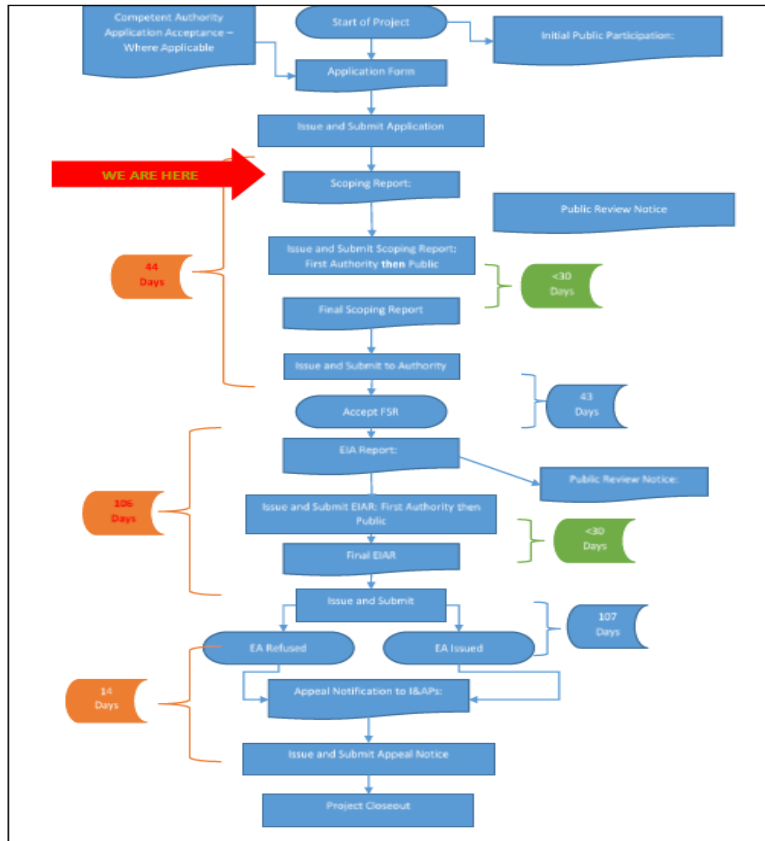 Competent Authority
Application Acceptance –
Where Applicable
Start of Project
Initial Public Participation:
Application Form
Issue and Submit Application
WE ARE HERE
Scoping Report:
Public Review Notice
Issue and Submit Scoping Report:
First Authority then Public
44
Days
<30
Days
Final Scoping Report
Issue and Submit to Authority
43
Days
Accept FSR
EIA Report:
Public Review Notice:
106
Days
Issue and Submit EIAR: First Authority then
Public
<30
Days
Final EIAR
Issue and Submit
107
Days
EA Refused
EA Issued
14
Days
Appeal Notification to I&APs:
Issue and Submit Appeal Notice
Project Closeout